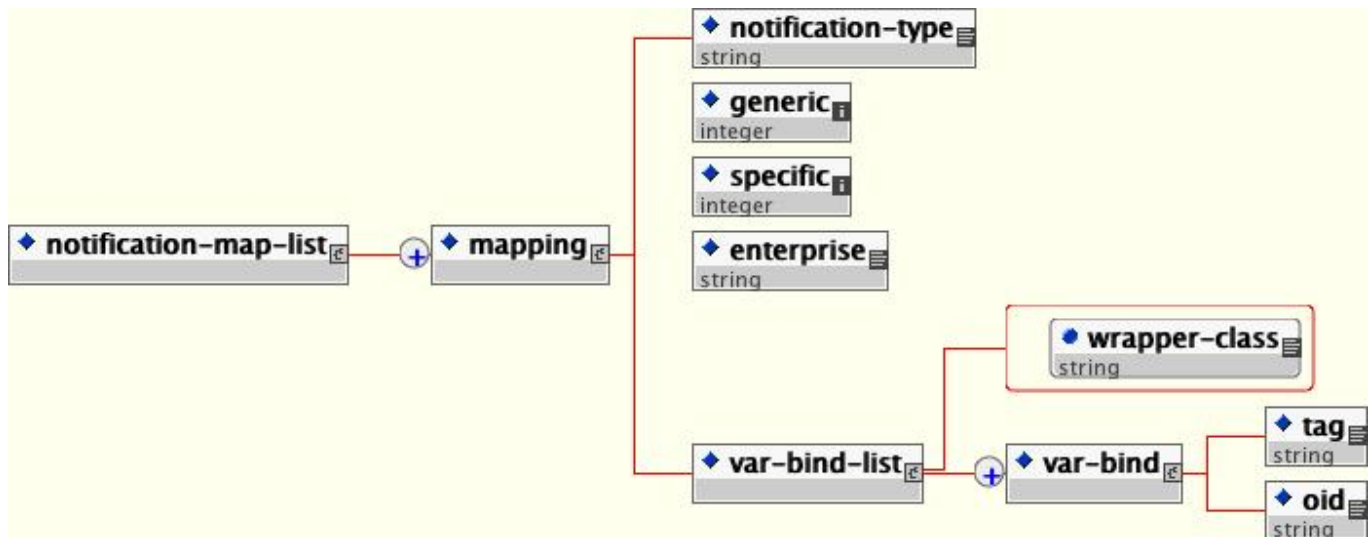 notification-type
string
generic
integer
specific
integer
notification-map-list
mapping
enterprise
string
wrapper-class
string
var-bind-list
var-bind
tag
string
oid
string